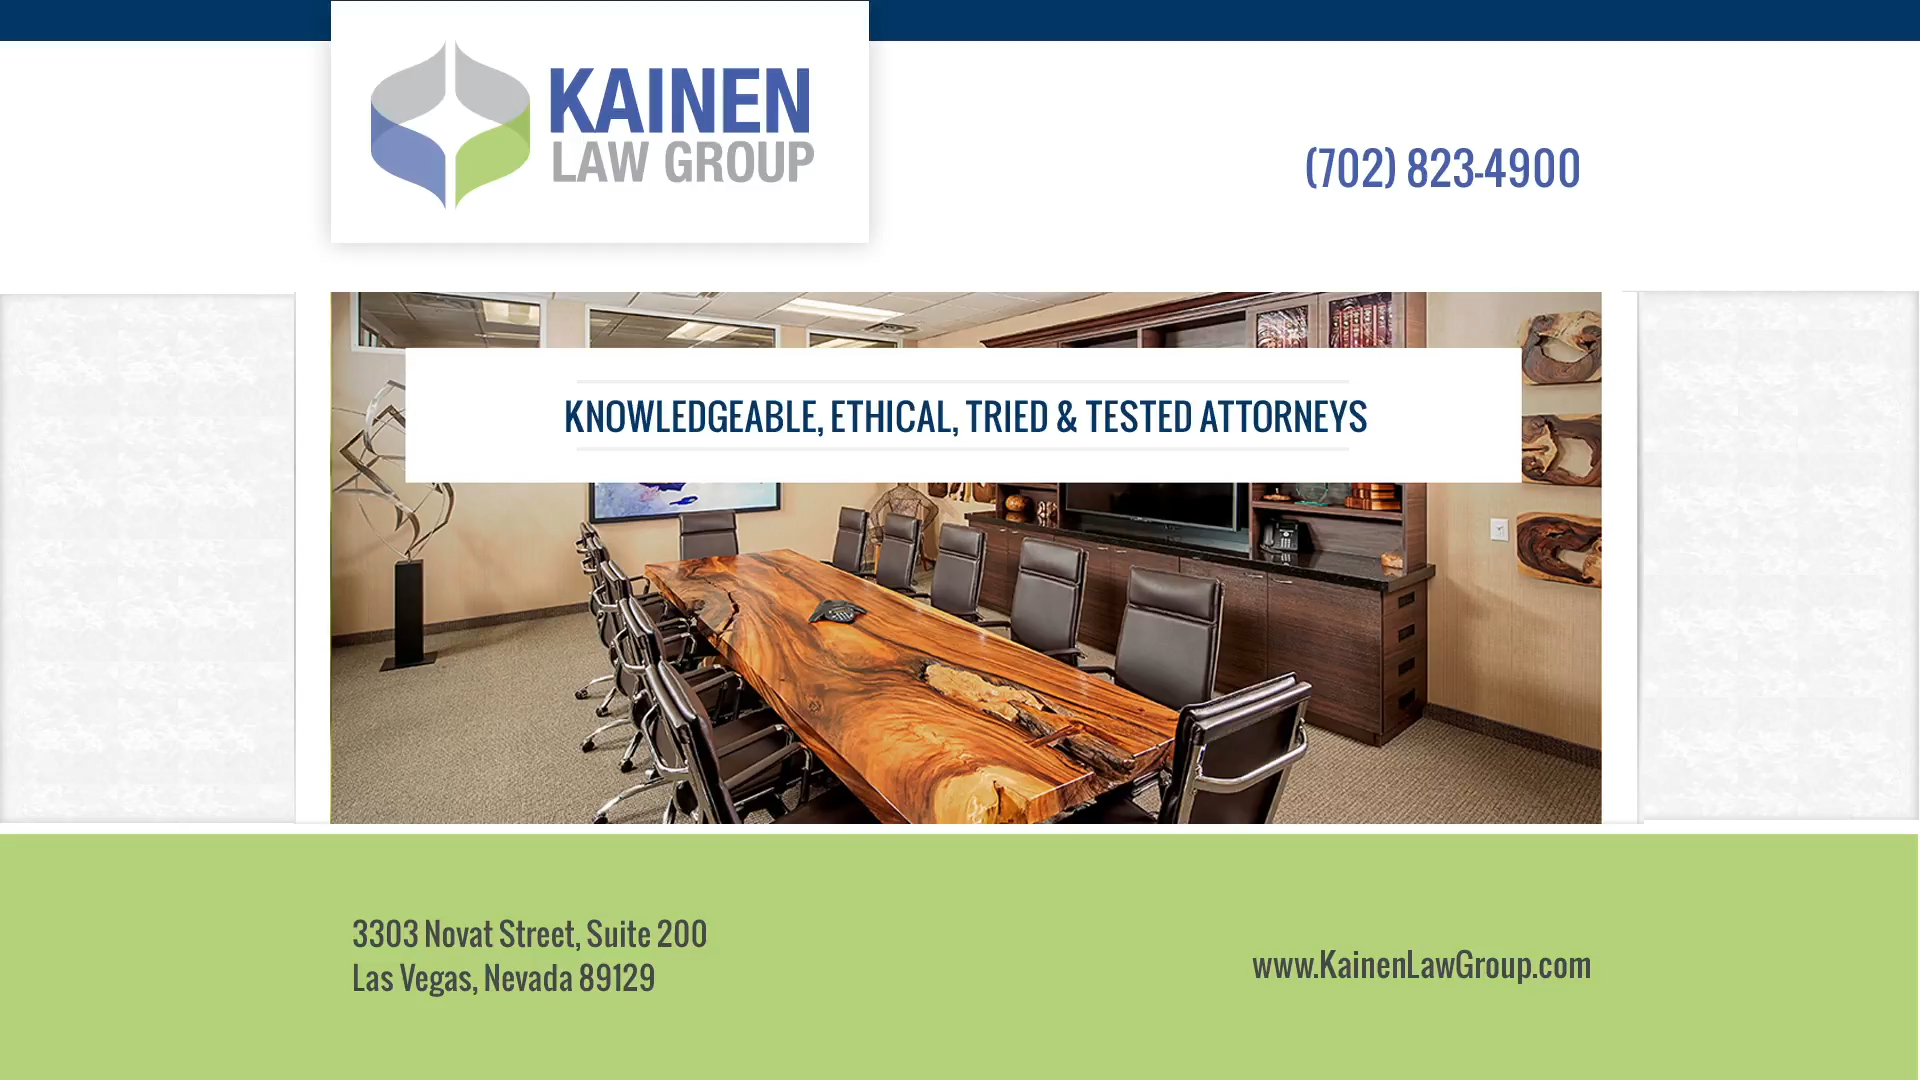 KAINEN
LAW GROUP
(702) 823-4900
KNOWLEDGEABLE, ETHICAL, TRIED & TESTED ATTORNEYS
3303 Novat Street, Suite 200
Las Vegas, Nevada 89129
www.KainenLawGroup.com